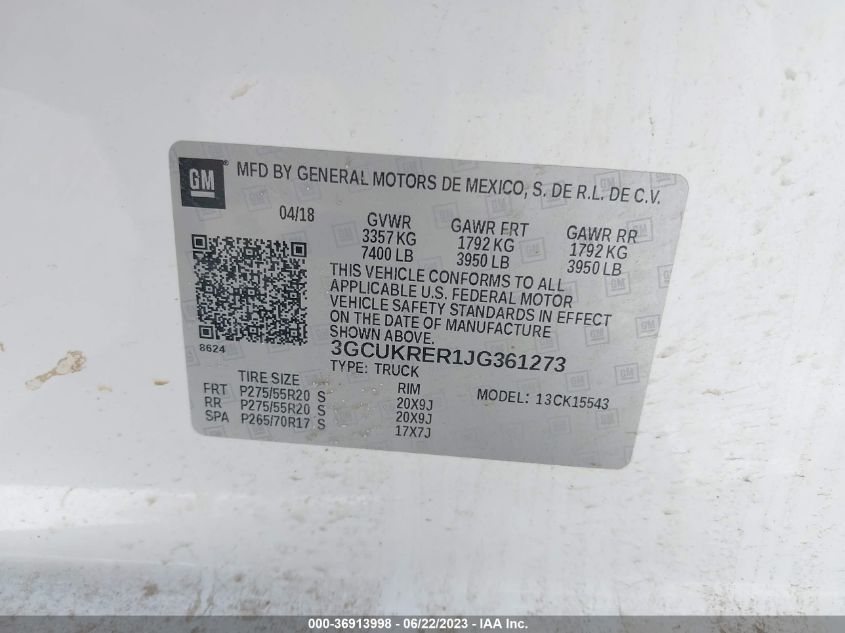 GM ® MFD BY GENERAL MOTORS DE MEXICO, S. DE R.L. DE C.V.
04/18
GVWR GAWR FRT GAWR RR
3357 KG 1792 KG 1792 KG
7400 LB 3950 LB 3950 LB
THIS VEHICLE CONFORMS TO ALL
APPLICABLE U.S. FEDERAL MOTOR
VEHICLE SAFETY STANDARDS IN EFFECT
ON THE DATE OF MANUFACTURE
SHOWN ABOVE.
8624
3GCUKRER1JG361273
TYPE: TRUCK
TIRE SIZE RIM MODEL: 13CK15543
FRT P275/55R20 S 20X9J
RR P275/55R20 S 20X9J
SPA P265/70R17 S 17X7J
000-36913998 - 06/22/2023 - IAA Inc.